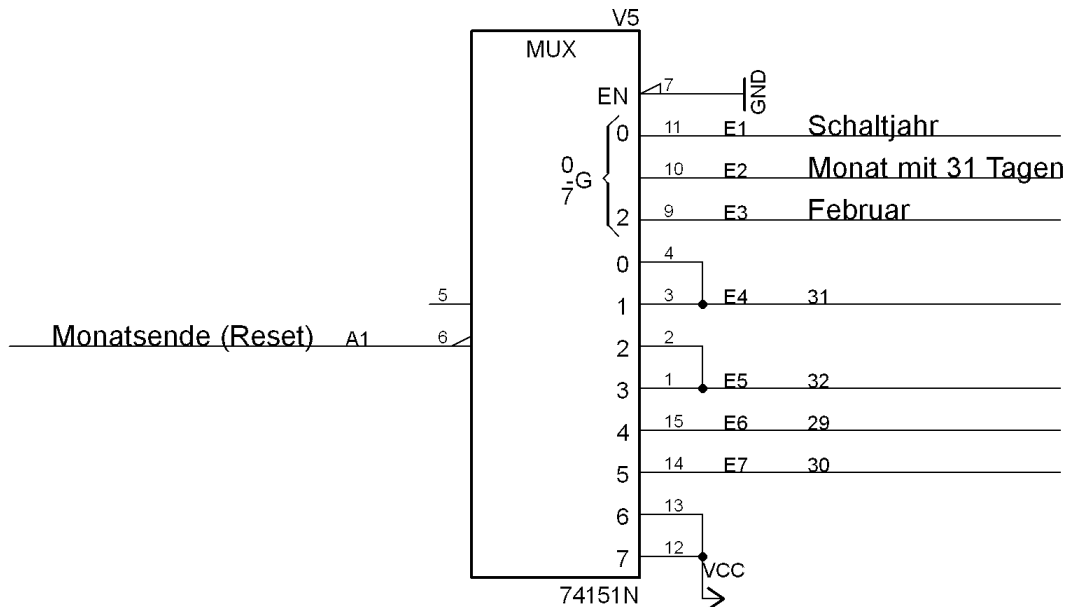 V5
MUX
EN 7 GND
0 11 E1 Schaltjahr
0-7 G 10 E2 Monat mit 31 Tagen
2 9 E3 Februar
0 4
5 1 3 E4 31
Monatsende (Reset) A1 6 2 2
3 1 E5 32
4 15 E6 29
5 14 E7 30
6 13
7 12 VCC
74151N